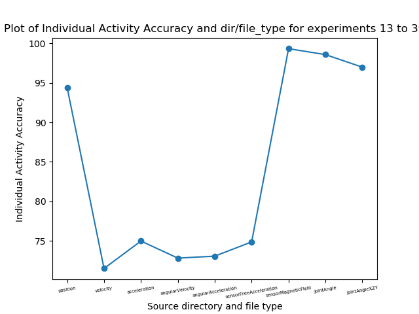 Plot of Individual Activity Accuracy and dir/file_type for experiments 13 to 3
100
95
90
85
80
75
Individual Activity Accuracy
position velocity acceleration angularVelocity angularAcceleration sensorFreeAcceleration sensorMagneticField jointAngle jointAngleXZY
Source directory and file type